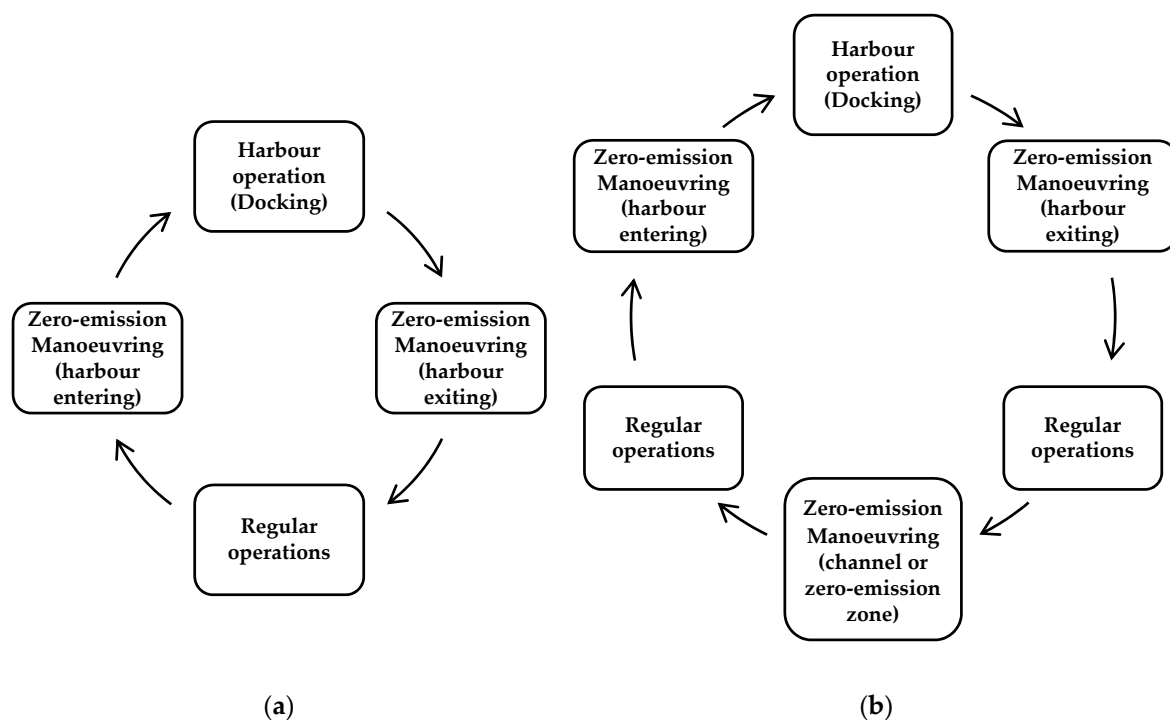 Harbour
operation
(Docking)
Zero-emission
Manoeuvring
(harbour
exiting)
Regular
operations
Zero-emission
Manoeuvring
(harbour
entering)
(a)
Harbour
operation
(Docking)
Zero-emission
Manoeuvring
(harbour
exiting)
Regular
operations
Zero-emission
Manoeuvring
(channel or
zero-emission
zone)
Regular
operations
Zero-emission
Manoeuvring
(harbour
entering)
(b)